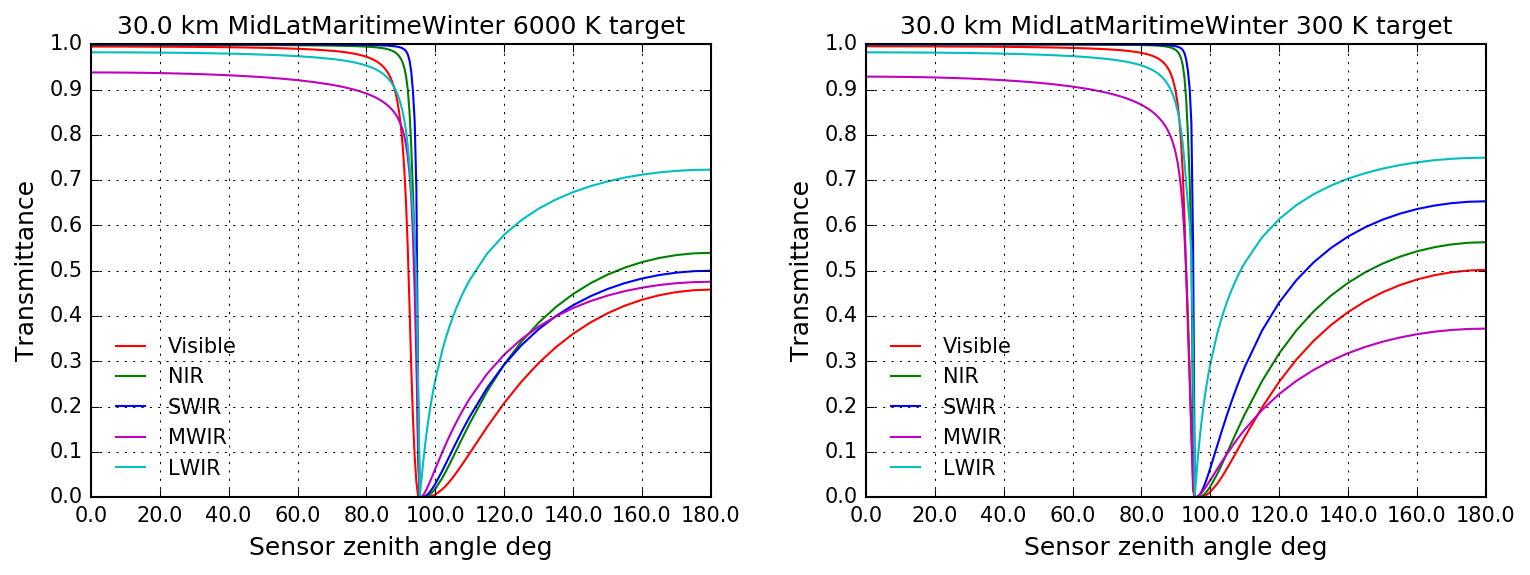 30.0 km MidLatMaritimeWinter 6000 K target
1.0
0.9
0.8
0.7
0.6
0.5
0.4
0.3
0.2
0.1
0.0
Transmittance
Visible
NIR
SWIR
MWIR
LWIR
0.0 20.0 40.0 60.0 80.0 100.0 120.0 140.0 160.0 180.0
Sensor zenith angle deg
30.0 km MidLatMaritimeWinter 300 K target
1.0
0.9
0.8
0.7
0.6
0.5
0.4
0.3
0.2
0.1
0.0
Transmittance
Visible
NIR
SWIR
MWIR
LWIR
0.0 20.0 40.0 60.0 80.0 100.0 120.0 140.0 160.0 180.0
Sensor zenith angle deg